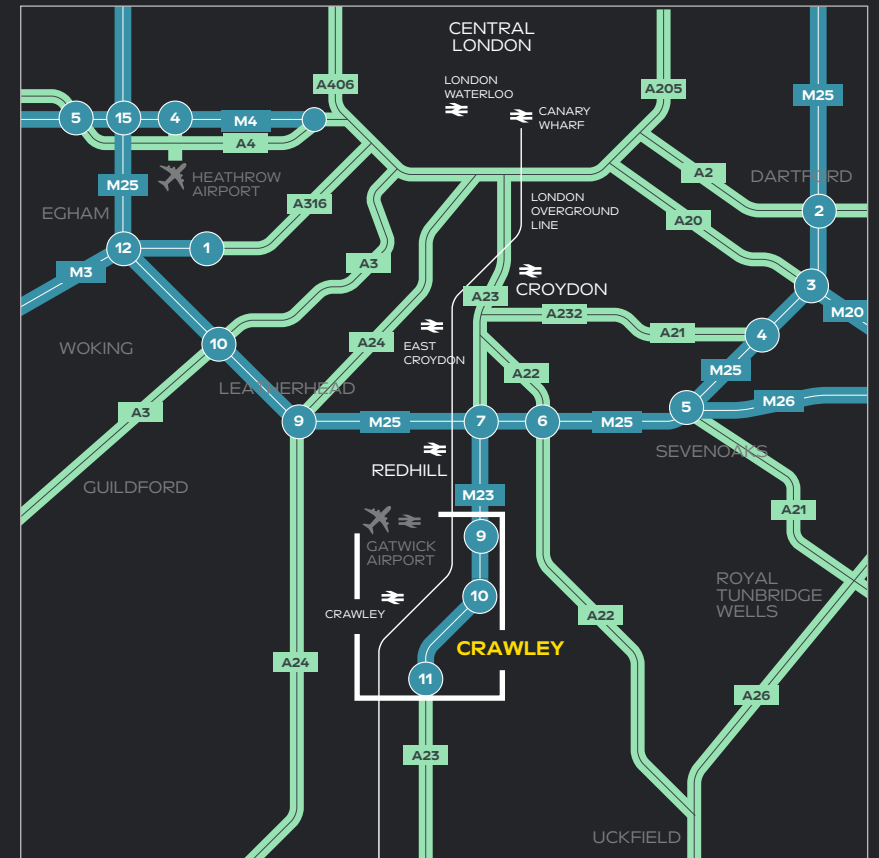 CENTRAL
LONDON
A406
LONDON
WATERLOO
A205
M25
5
15
4
M4
CANARY
WHARF
A4
M25
HEATHROW
AIRPORT
A2
DARTFORD
A316
EGHAM
LONDON
OVERGROUND
LINE
A20
2
12
1
M3
A3
CROYDON
3
A23
A232
M20
A21
4
WOKING
10
A24
EAST
CROYDON
A22
M25
LEATHERHEAD
A3
M26
5
9
M25
7
6
M25
SEVENOAKS
REDHILL
GUILDFORD
M23
A21
9
GATWICK
AIRPORT
ROYAL
TUNBRIDGE
WELLS
10
CRAWLEY
A22
CRAWLEY
A24
11
A26
A23
UCKFIELD